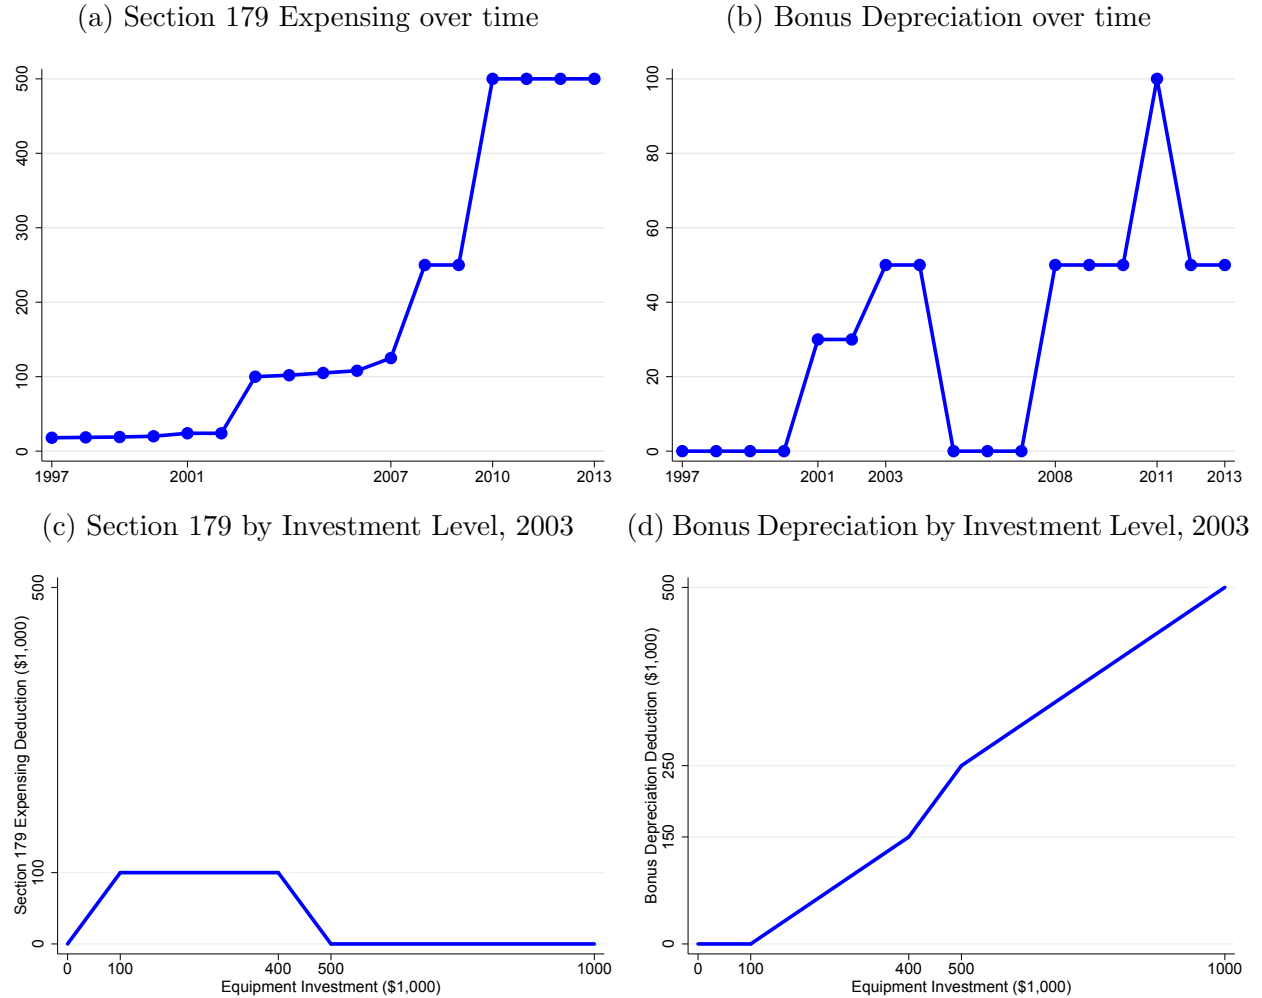 (a) Section 179 Expensing over time
500
400
300
200
100
0
1997 2001 2007 2010 2013
(b) Bonus Depreciation over time
100
80
60
40
20
0
1997 2001 2003 2008 2011 2013
(c) Section 179 by Investment Level, 2003
Section 179 Expensing Deduction ($1,000)
500
100
0
0 100 400 500 1000
Equipment Investment ($1,000)
(d) Bonus Depreciation by Investment Level, 2003
Bonus Depreciation Deduction ($1,000)
500
250
150
0
0 100 400 500 1000
Equipment Investment ($1,000)